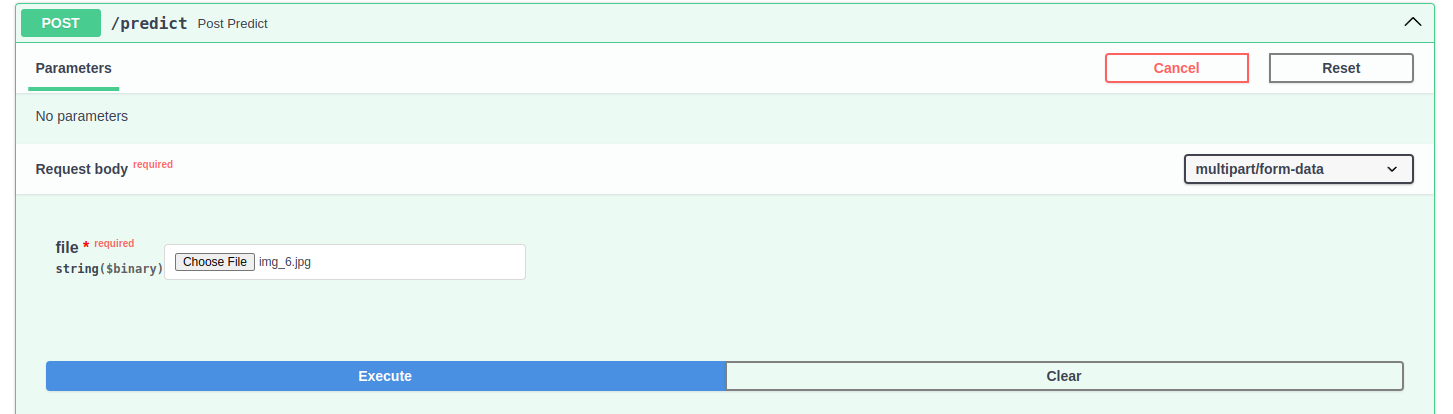 POST /predict Post Predict
Parameters Cancel Reset
No parameters
Request body required multipart/form-data
file * required
string($binary) Choose File img_6.jpg
Execute Clear